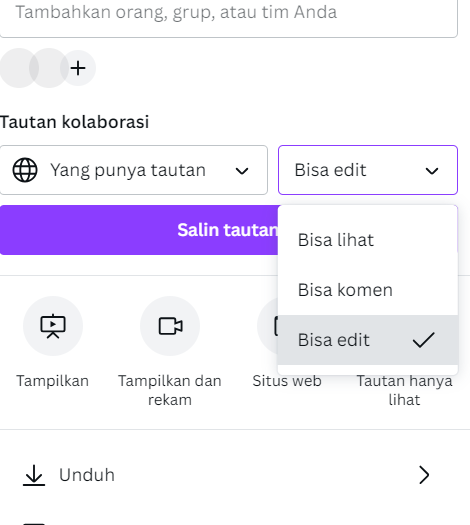 Tambahkan orang, grup, atau tim Anda
Tautan kolaborasi
Yang punya tautan
Bisa edit
Salin tautan
Bisa lihat
Bisa komen
Bisa edit
Tampilkan
Tampilkan dan
rekam
Situs web
Tautan hanya
lihat
Unduh